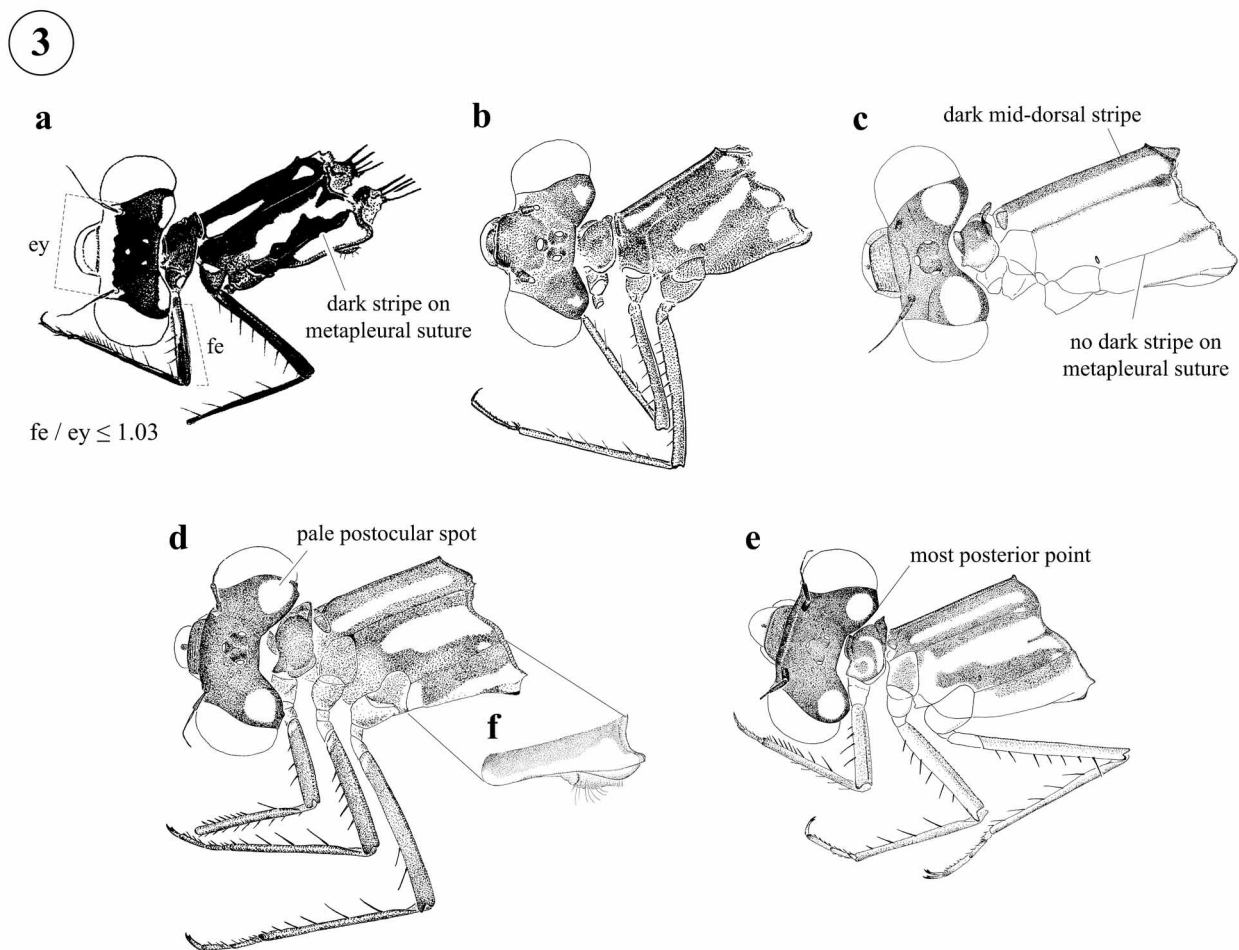 3
a
ey
fe
dark stripe on
metapleural suture
fe / ey ≤ 1.03
b
c
dark mid-dorsal stripe
no dark stripe on
metapleural suture
d
pale postocular spot
f
e
most posterior point